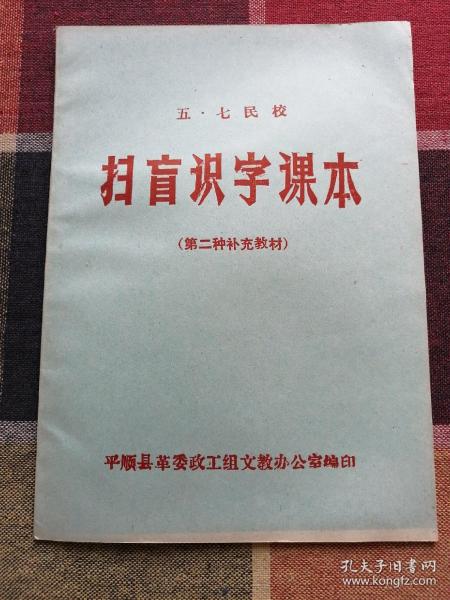 五·七民校
扫盲识字课本
（第二种补充教材）
平顺县革委政工组文教办公室编印
孔夫子旧书网
www.kongfz.com